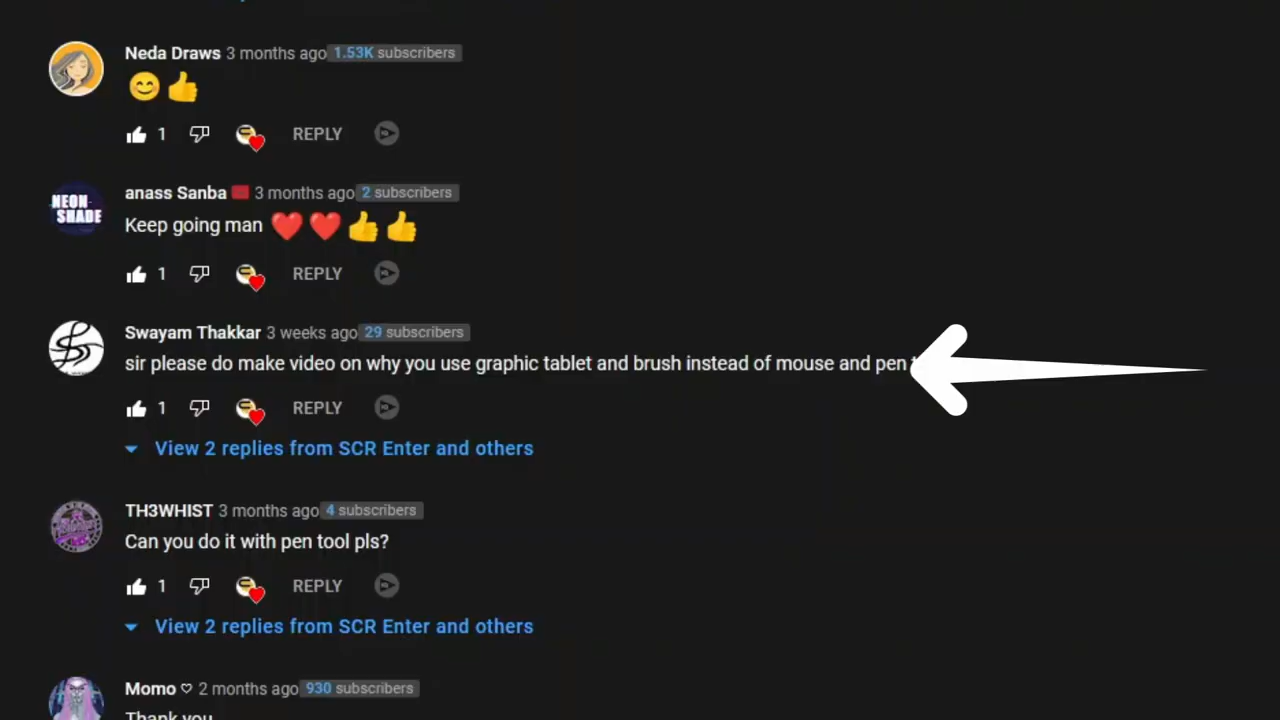 Neda Draws 3 months ago 1.53K subscribers
😊👍
1 REPLY
NEON
SHADE
anass Sanba 3 months ago 2 subscribers
Keep going man ❤️❤️👍👍
1 REPLY
Swayam Thakkar 3 weeks ago 29 subscribers
sir please do make video on why you use graphic tablet and brush instead of mouse and pen
1 REPLY
View 2 replies from SCR Enter and others
TH3WHIST 3 months ago 4 subscribers
Can you do it with pen tool pls?
1 REPLY
View 2 replies from SCR Enter and others
Momo ♡ 2 months ago 930 subscribers
Thank you